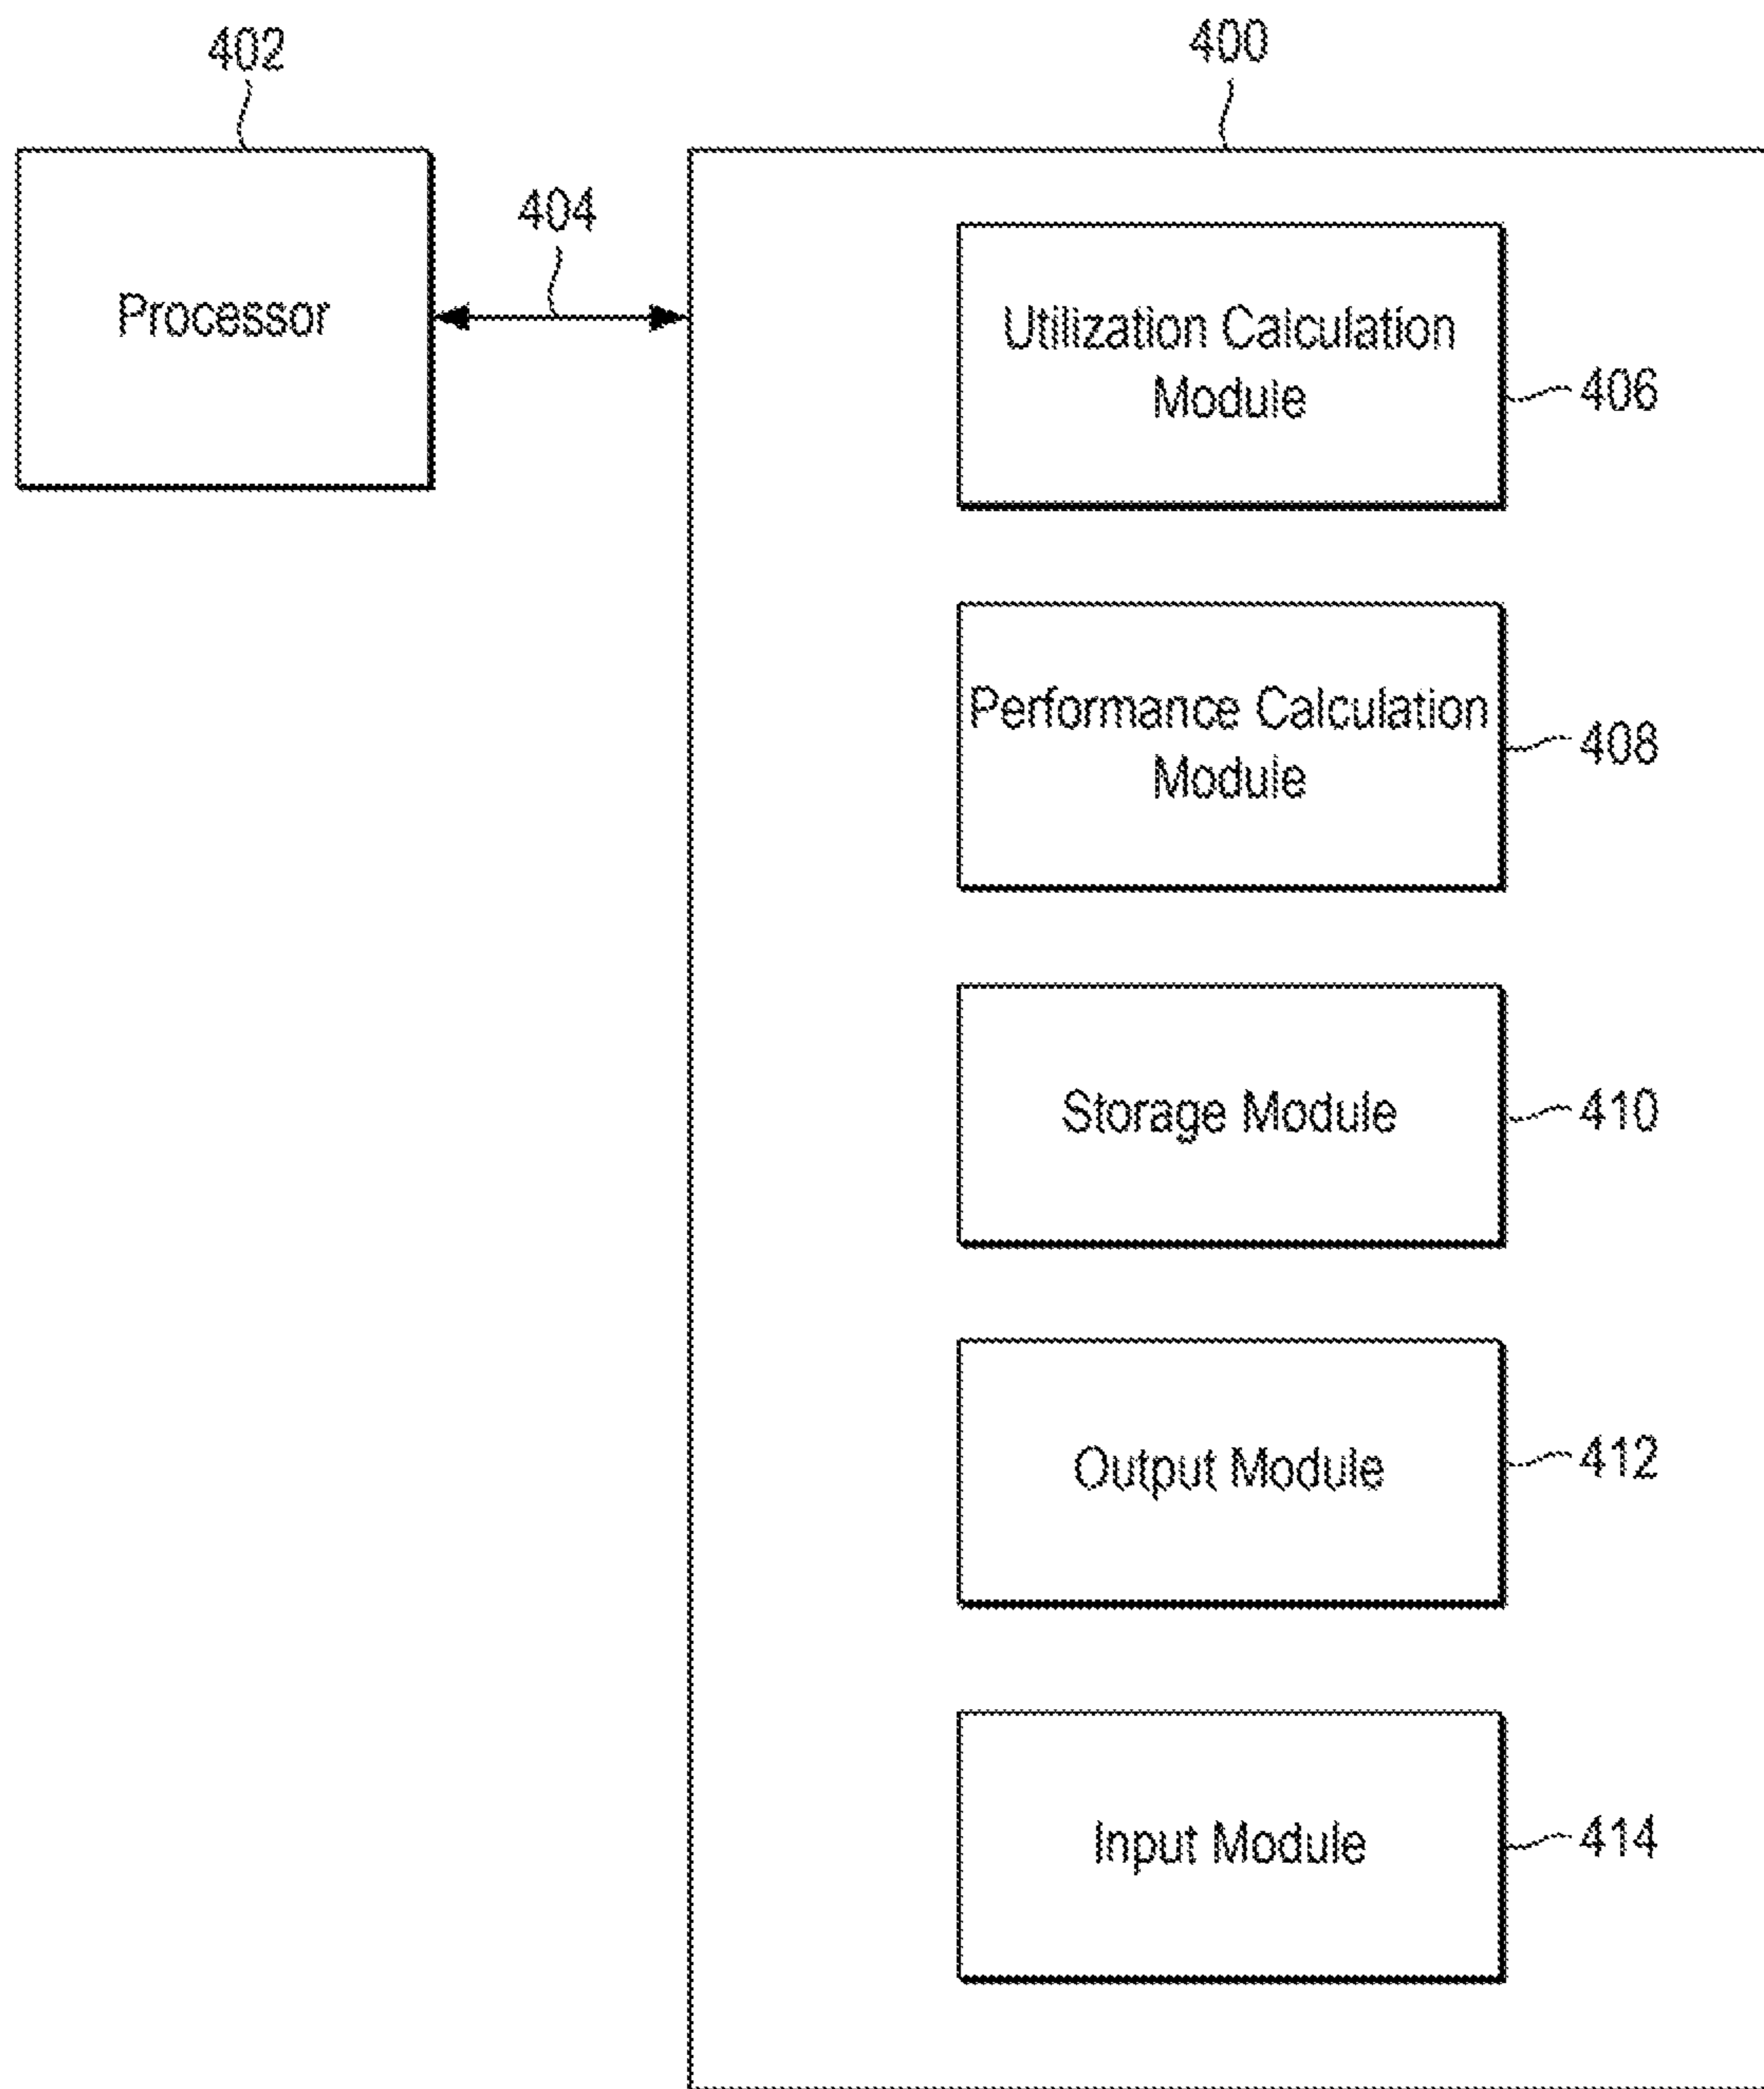 402
400
404
Processor
Utilization Calculation
Module
406
Performance Calculation
Module
408
Storage Module
410
Output Module
412
Input Module
414